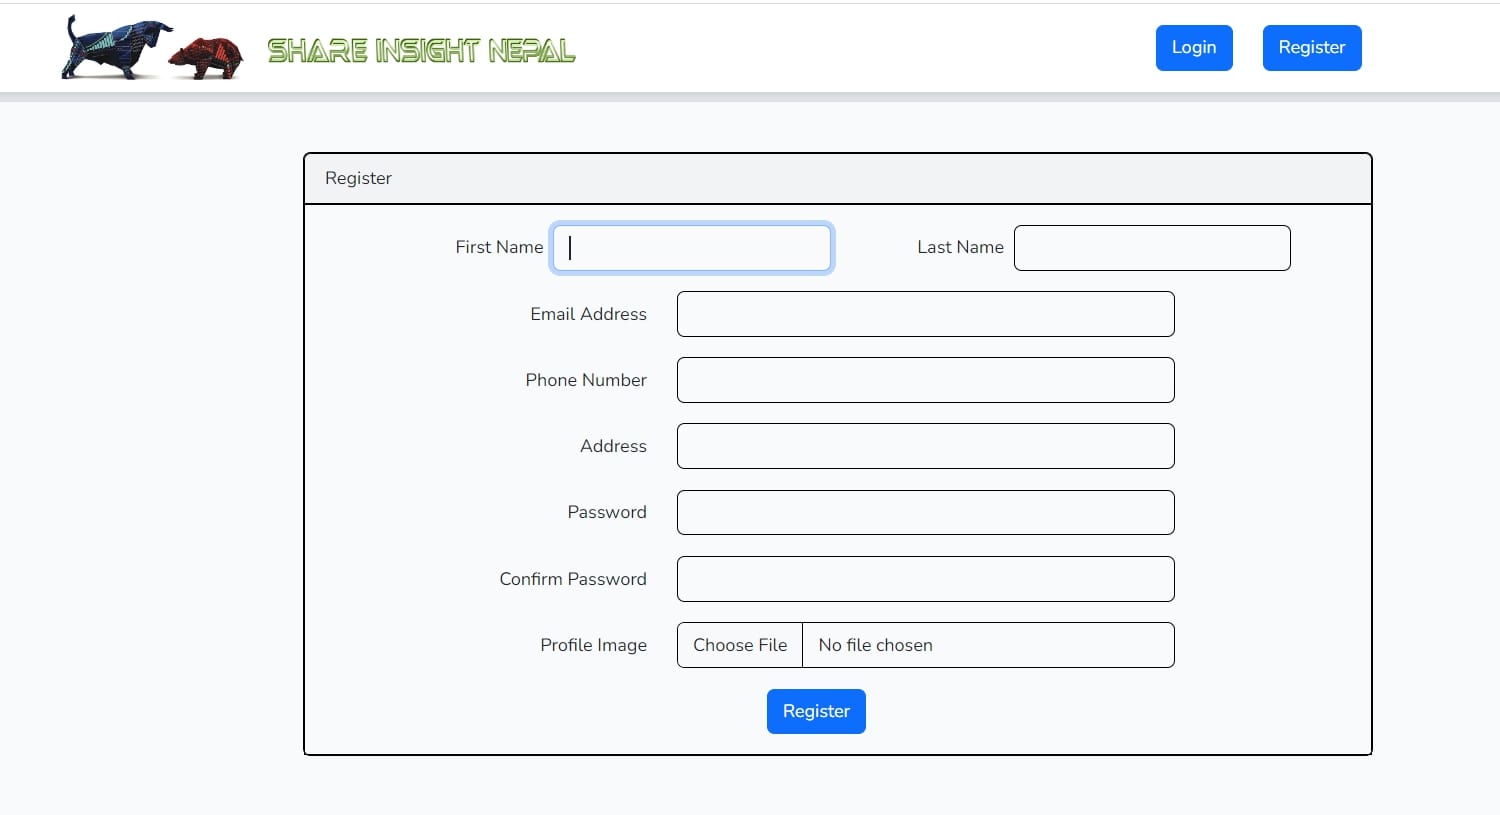 SHARE INSIGHT NEPAL
Login
Register
Register
First Name
Last Name
Email Address
Phone Number
Address
Password
Confirm Password
Profile Image
Choose File
No file chosen
Register